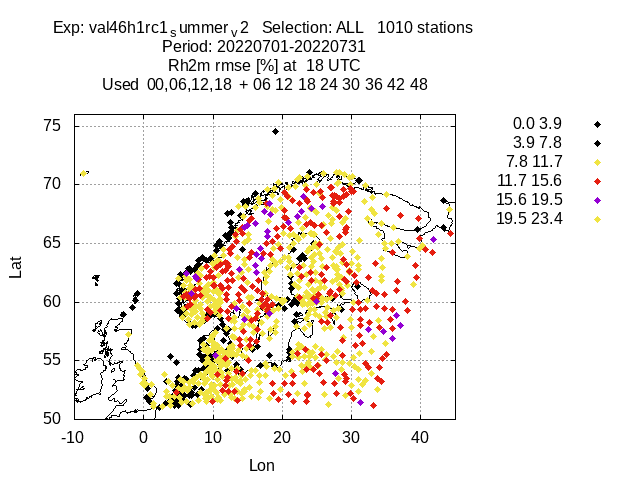 Exp: val46h1rc1summerv2 Selection: ALL 1010 stations
Period: 20220701-20220731
Rh2m rmse [%] at 18 UTC
Used 00,06,12,18 + 06 12 18 24 30 36 42 48
0.0 3.9
3.9 7.8
7.8 11.7
11.7 15.6
15.6 19.5
19.5 23.4
75
70
65
60
55
50
Lat
-10 0 10 20 30 40
Lon